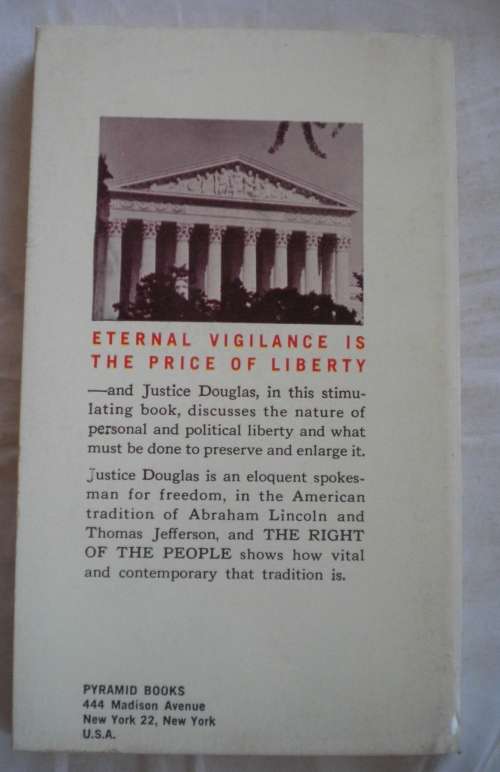 ETERNAL VIGILANCE IS
THE PRICE OF LIBERTY
—and Justice Douglas, in this stimu-
lating book, discusses the nature of
personal and political liberty and what
must be done to preserve and enlarge it.
Justice Douglas is an eloquent spokes-
man for freedom, in the American
tradition of Abraham Lincoln and
Thomas Jefferson, and THE RIGHT
OF THE PEOPLE shows how vital
and contemporary that tradition is.
PYRAMID BOOKS
444 Madison Avenue
New York 22, New York
U.S.A.